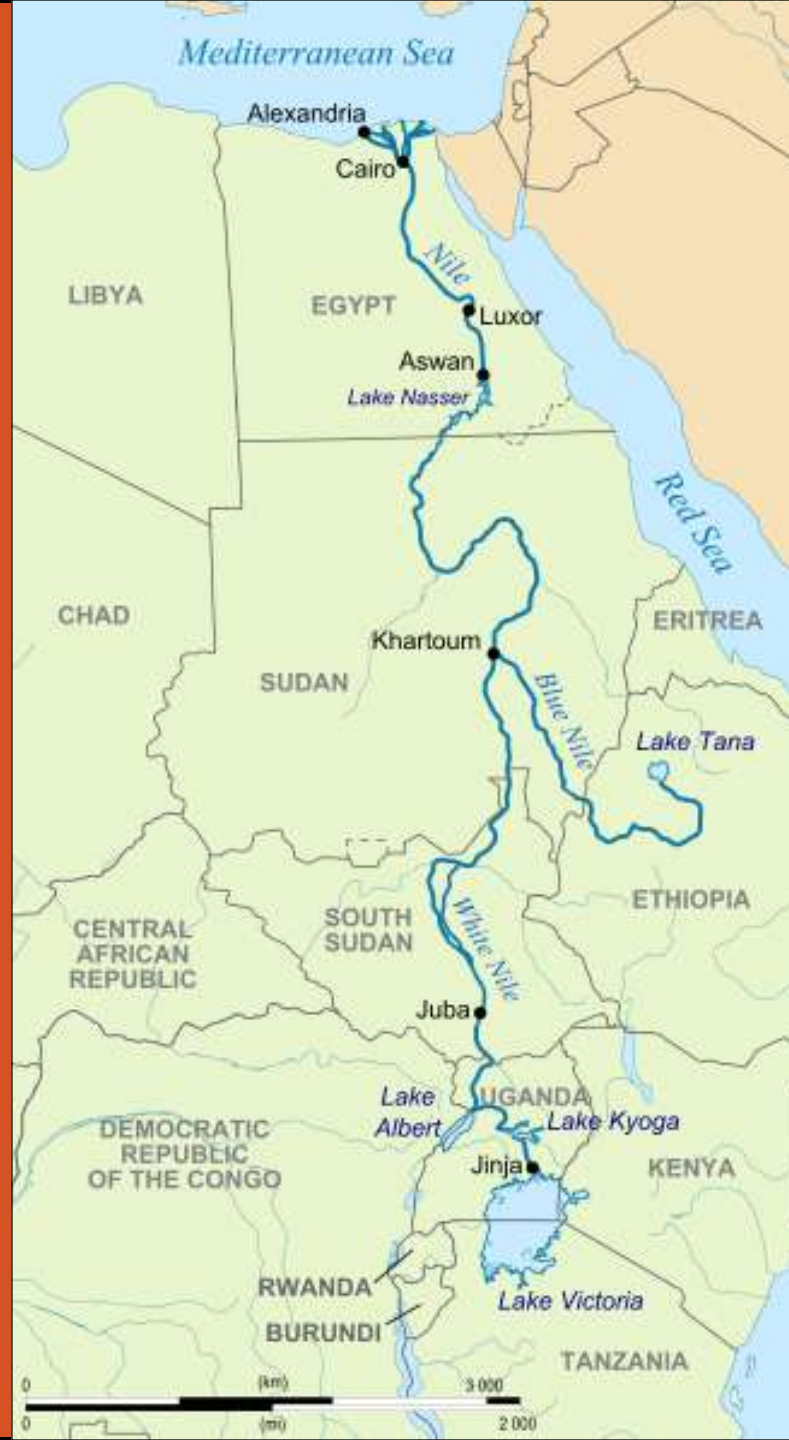 Mediterranean Sea
Alexandria
Cairo
Nile
LIBYA
EGYPT
Luxor
Aswan
Lake Nasser
Red Sea
CHAD
ERITREA
Khartoum
SUDAN
Blue Nile
Lake Tana
ETHIOPIA
SOUTH
SUDAN
White Nile
CENTRAL
AFRICAN
REPUBLIC
Juba
Lake
Albert
UGANDA
Lake Kyoga
DEMOCRATIC
REPUBLIC
OF THE CONGO
Jinja
KENYA
RWANDA
Lake Victoria
BURUNDI
TANZANIA
0 (km) 3 000
0 (mi) 2 000